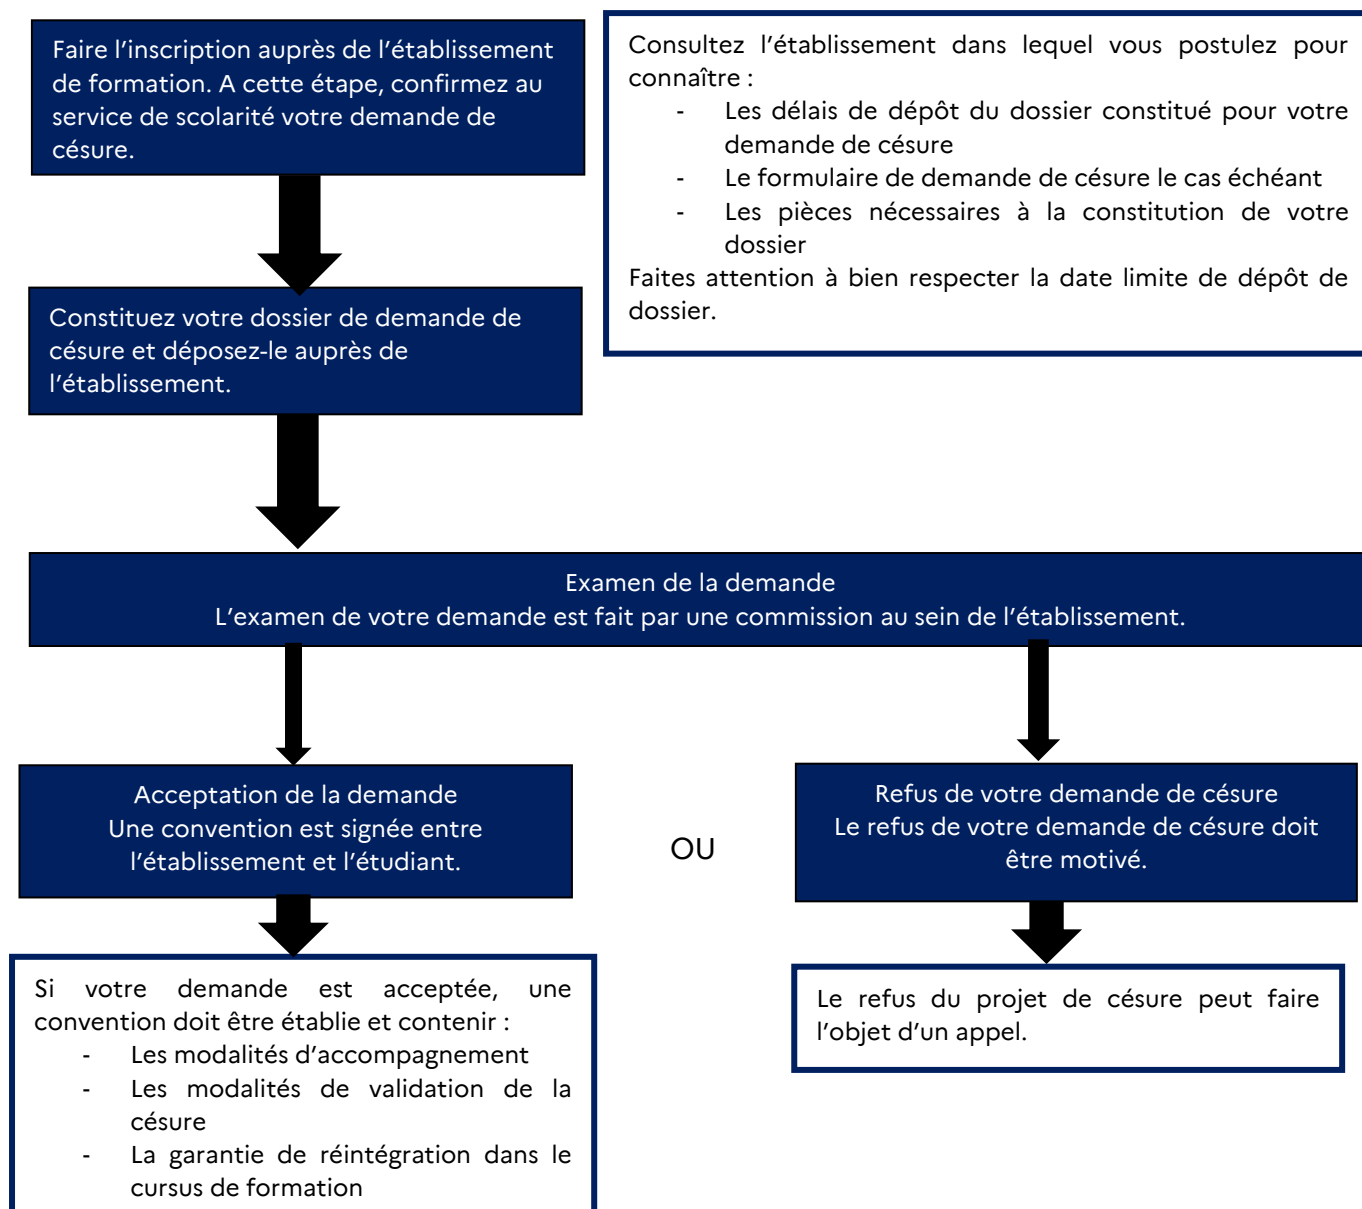 Faire l’inscription auprès de l’établissement
de formation. A cette étape, confirmez au
service de scolarité votre demande de
césure.
Consultez l’établissement dans lequel vous postulez pour
connaître :
- Les délais de dépôt du dossier constitué pour votre
demande de césure
- Le formulaire de demande de césure le cas échéant
- Les pièces nécessaires à la constitution de votre
dossier
Faites attention à bien respecter la date limite de dépôt de
dossier.
Constituez votre dossier de demande de
césure et déposez-le auprès de
l’établissement.
Examen de la demande
L’examen de votre demande est fait par une commission au sein de l’établissement.
Acceptation de la demande
Une convention est signée entre
l’établissement et l’étudiant.
OU
Refus de votre demande de césure
Le refus de votre demande de césure doit
être motivé.
Si votre demande est acceptée, une
convention doit être établie et contenir :
- Les modalités d’accompagnement
- Les modalités de validation de la
césure
- La garantie de réintégration dans le
cursus de formation
Le refus du projet de césure peut faire
l’objet d’un appel.